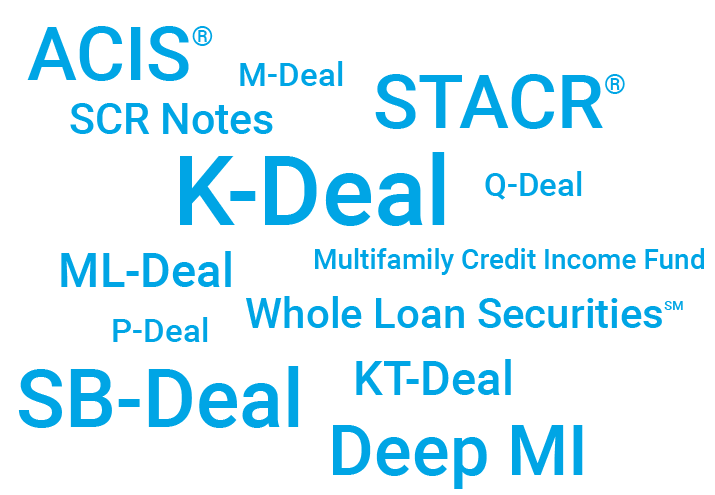 ACIS®
M-Deal
STACR®
SCR Notes
K-Deal
Q-Deal
ML-Deal
Multifamily Credit Income Fund
Whole Loan Securities℠
P-Deal
KT-Deal
SB-Deal
Deep MI